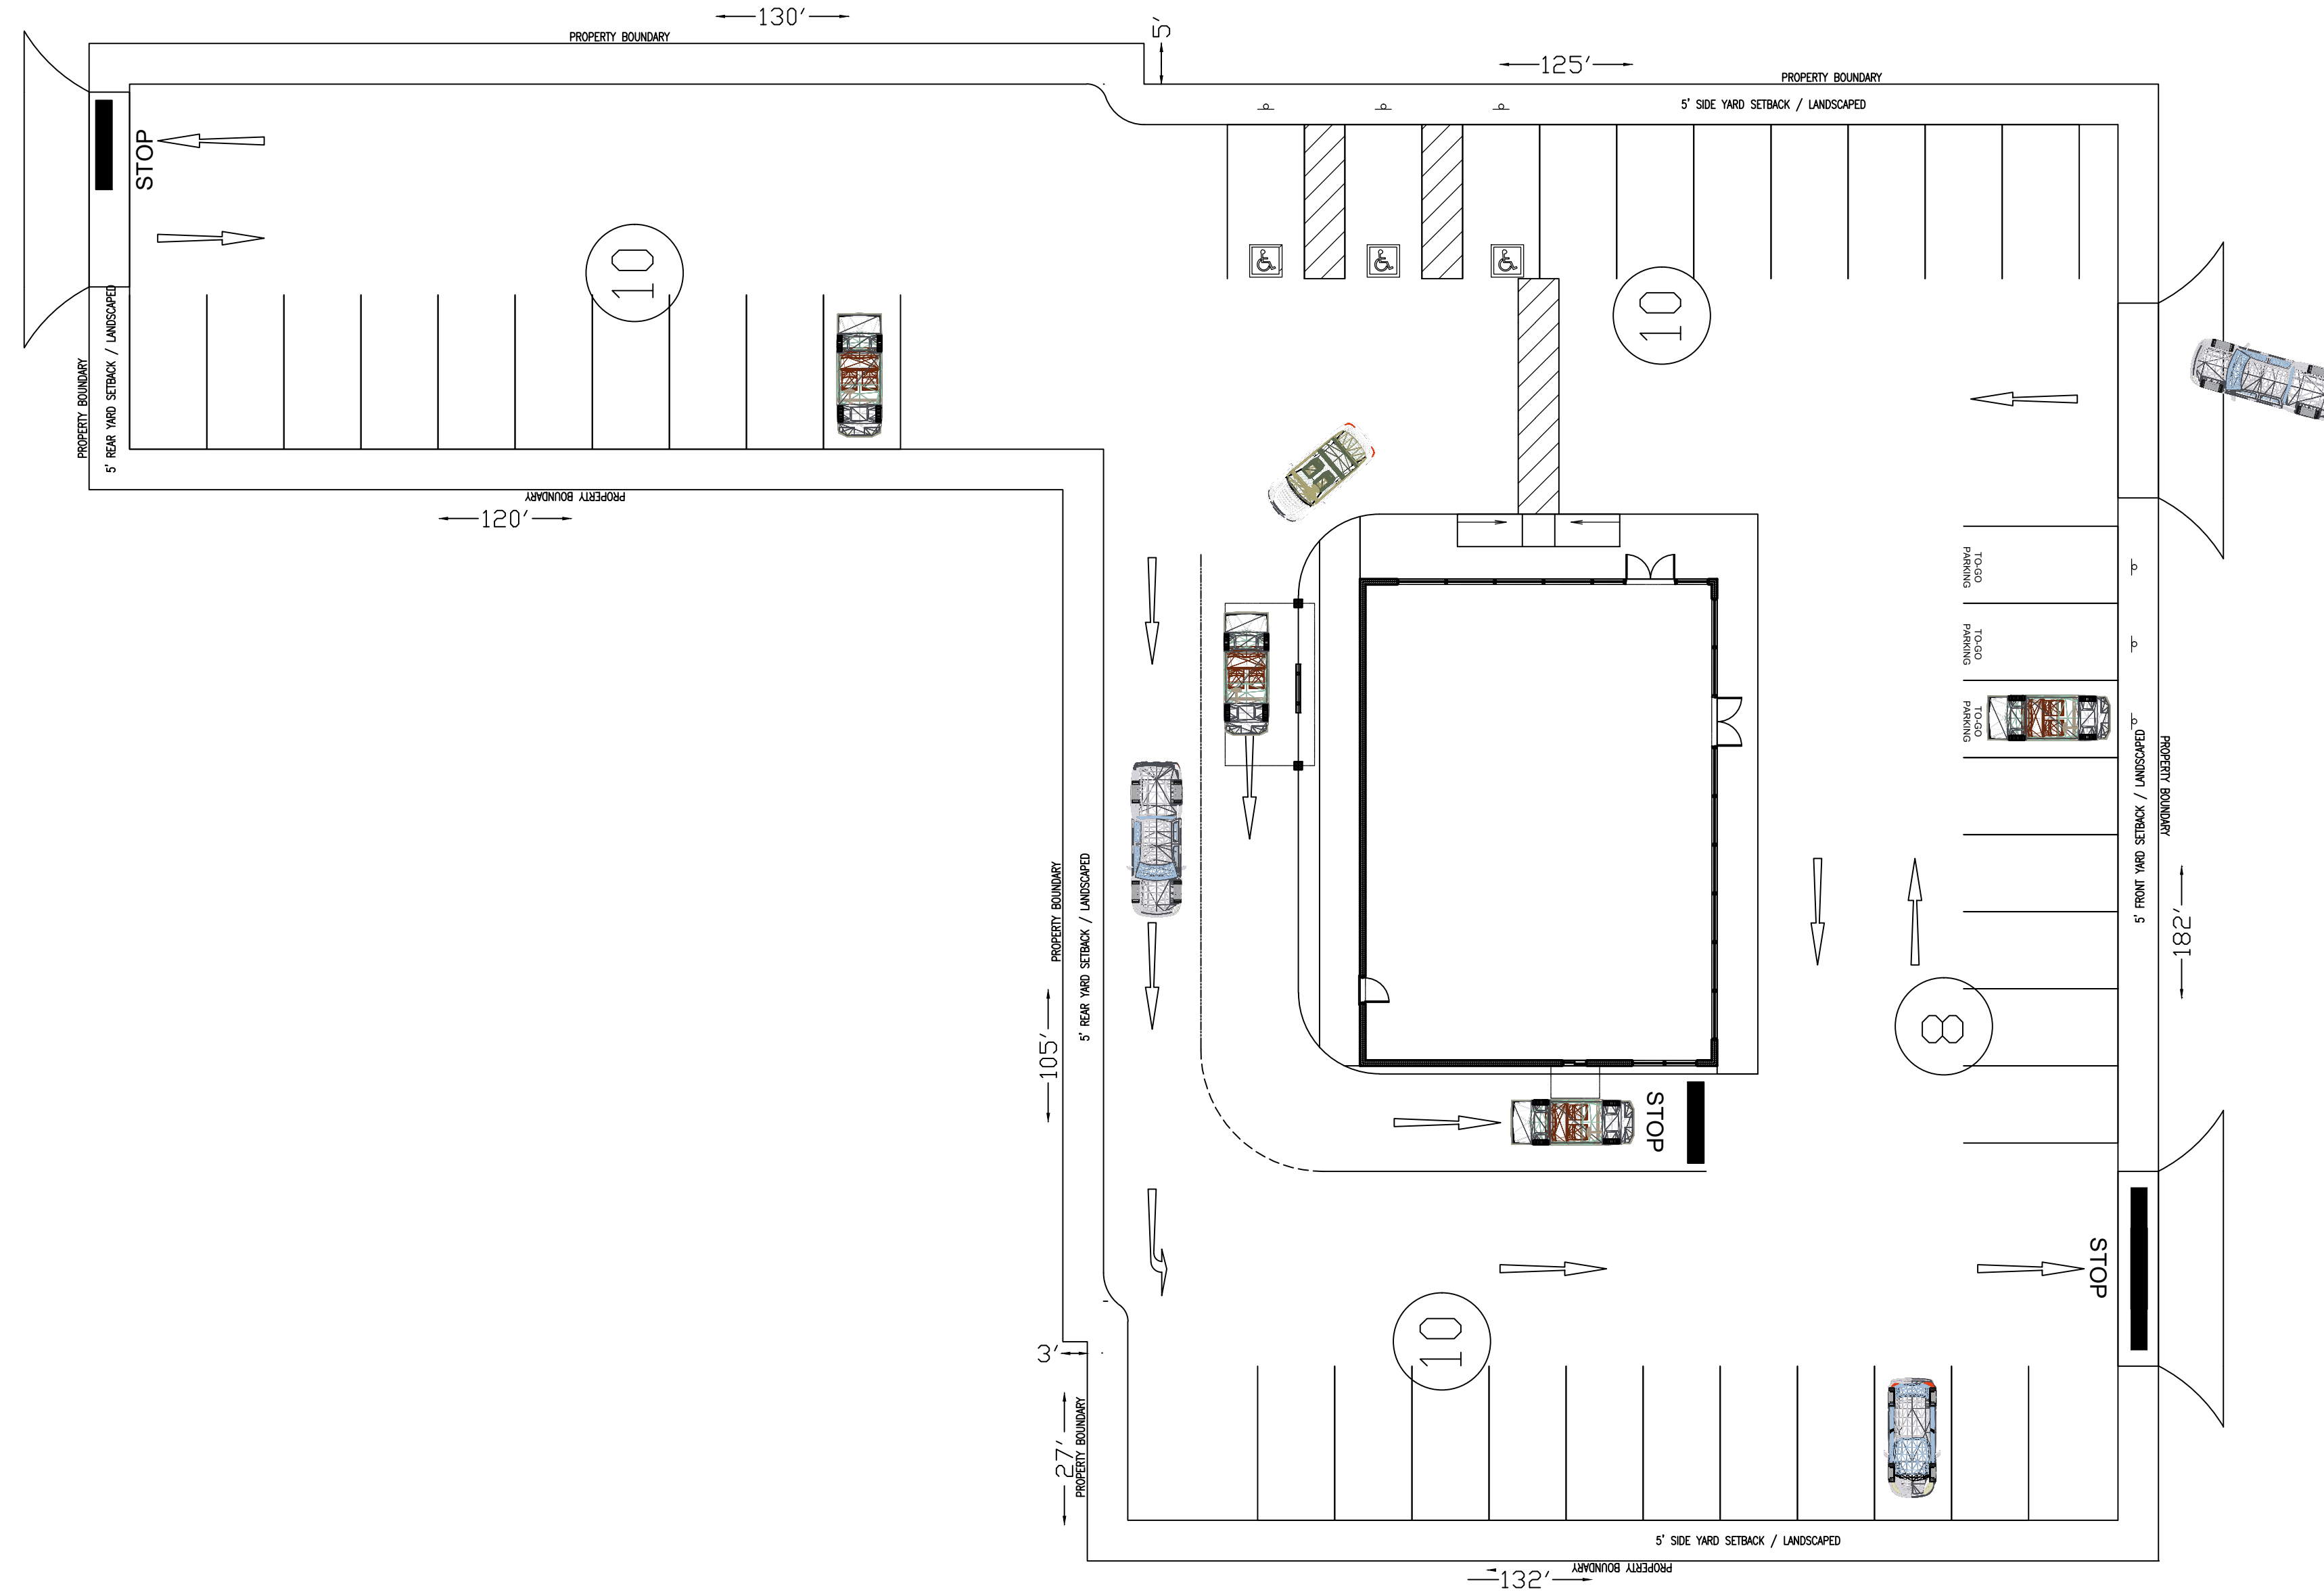 130'
PROPERTY BOUNDARY
5'
125'
PROPERTY BOUNDARY
5' SIDE YARD SETBACK / LANDSCAPED
STOP
10
10
5' REAR YARD SETBACK / LANDSCAPED
PROPERTY BOUNDARY
PROPERTY BOUNDARY
120'
TO-GO
PARKING
TO-GO
PARKING
TO-GO
PARKING
5' FRONT YARD SETBACK / LANDSCAPED
PROPERTY BOUNDARY
182'
PROPERTY BOUNDARY
5' REAR YARD SETBACK / LANDSCAPED
105'
8
STOP
STOP
10
3'
27'
PROPERTY BOUNDARY
5' SIDE YARD SETBACK / LANDSCAPED
PROPERTY BOUNDARY
132'